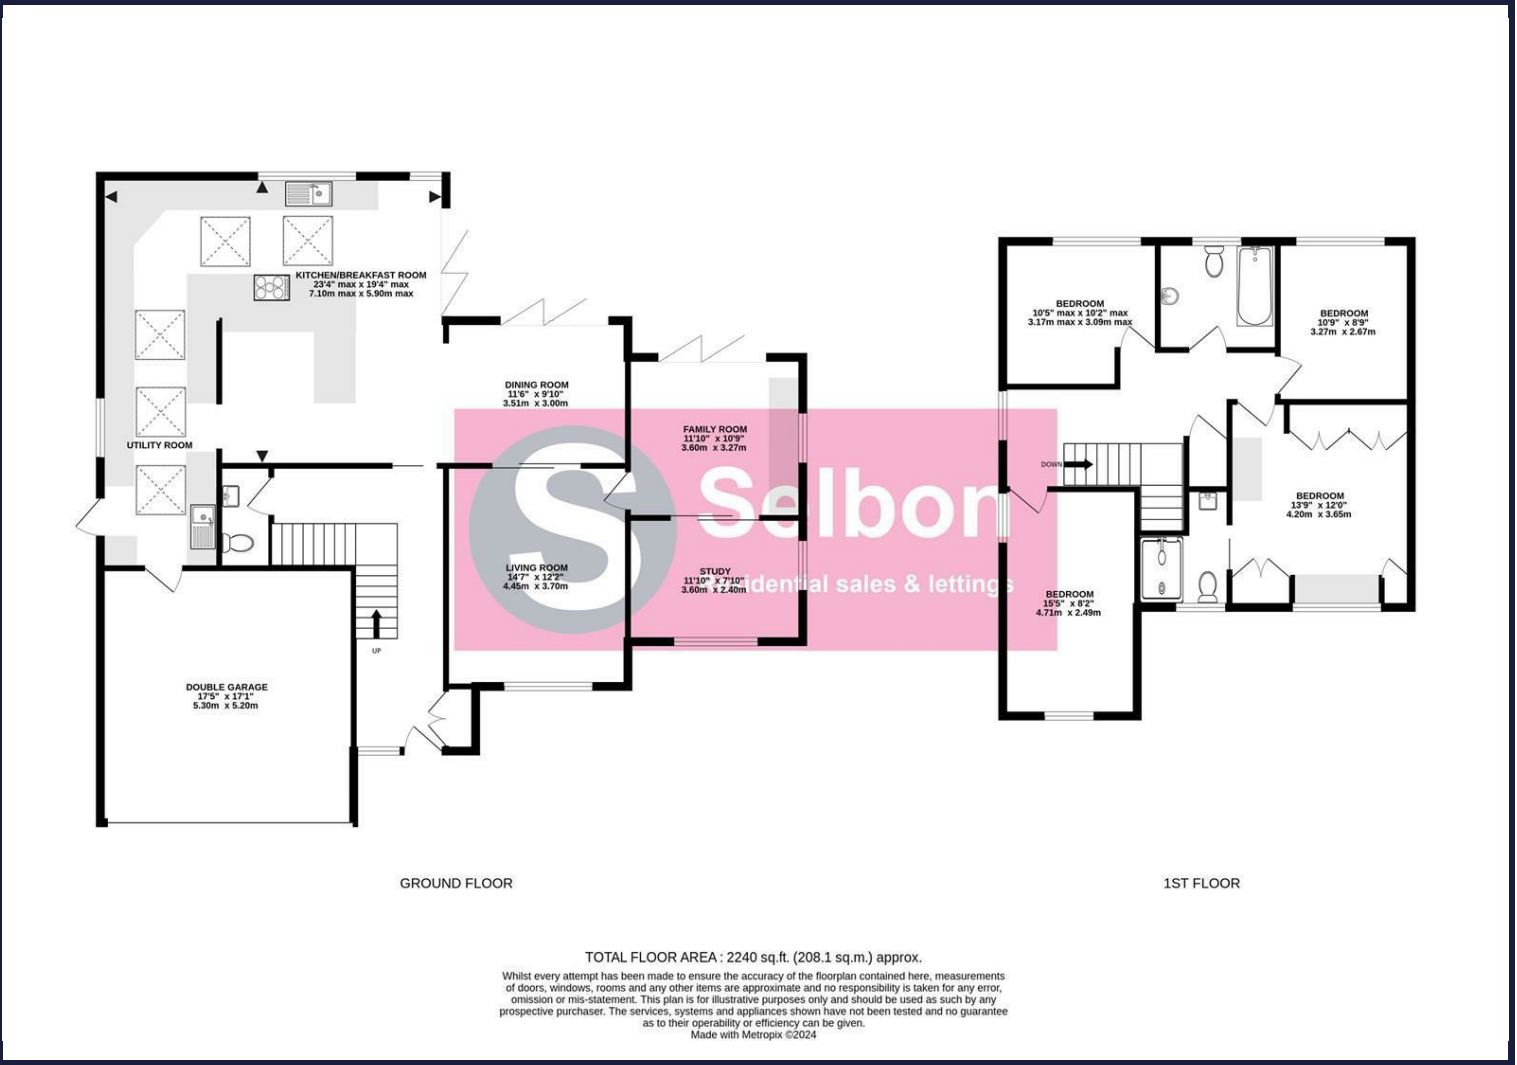 KITCHEN/BREAKFAST ROOM
23'4" max x 19'4" max
7.10m max x 5.90m max
DINING ROOM
11'6" x 9'10"
3.51m x 3.00m
UTILITY ROOM
FAMILY ROOM
11'10" x 10'9"
3.60m x 3.27m
LIVING ROOM
14'7" x 12'2"
4.45m x 3.70m
STUDY
11'10" x 7'10"
3.60m x 2.40m
UP
DOUBLE GARAGE
17'5" x 17'1"
5.30m x 5.20m
S
Selbon
residential sales & lettings
BEDROOM
10'5" max x 10'2" max
3.17m max x 3.09m max
BEDROOM
10'9" x 8'9"
3.27m x 2.67m
DOWN
BEDROOM
13'9" x 12'0"
4.20m x 3.65m
BEDROOM
15'5" x 8'2"
4.71m x 2.49m
GROUND FLOOR
1ST FLOOR
TOTAL FLOOR AREA : 2240 sq.ft. (208.1 sq.m.) approx.
Whilst every attempt has been made to ensure the accuracy of the floorplan contained here, measurements
of doors, windows, rooms and any other items are approximate and no responsibility is taken for any error,
omission or mis-statement. This plan is for illustrative purposes only and should be used as such by any
prospective purchaser. The services, systems and appliances shown have not been tested and no guarantee
as to their operability or efficiency can be given.
Made with Metropix ©2024